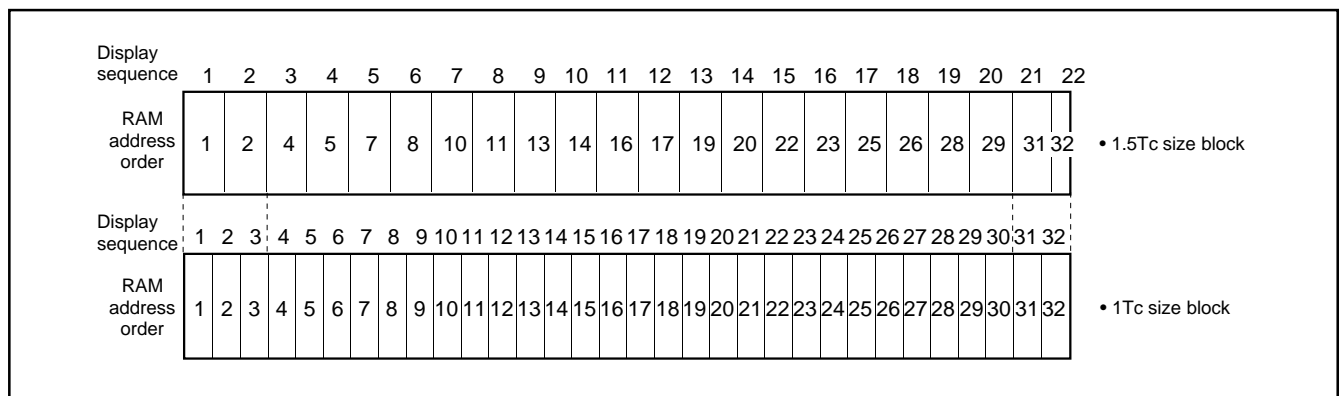 Display
sequence 1 2 3 4 5 6 7 8 9 10 11 12 13 14 15 16 17 18 19 20 21 22
RAM
address
order
1 2 4 5 7 8 10 11 13 14 16 17 19 20 22 23 25 26 28 29 31 32
• 1.5Tc size block
Display
sequence 1 2 3 4 5 6 7 8 9 10 11 12 13 14 15 16 17 18 19 20 21 22 23 24 25 26 27 28 29 30 31 32
RAM
address
order
1 2 3 4 5 6 7 8 9 10 11 12 13 14 15 16 17 18 19 20 21 22 23 24 25 26 27 28 29 30 31 32
• 1Tc size block